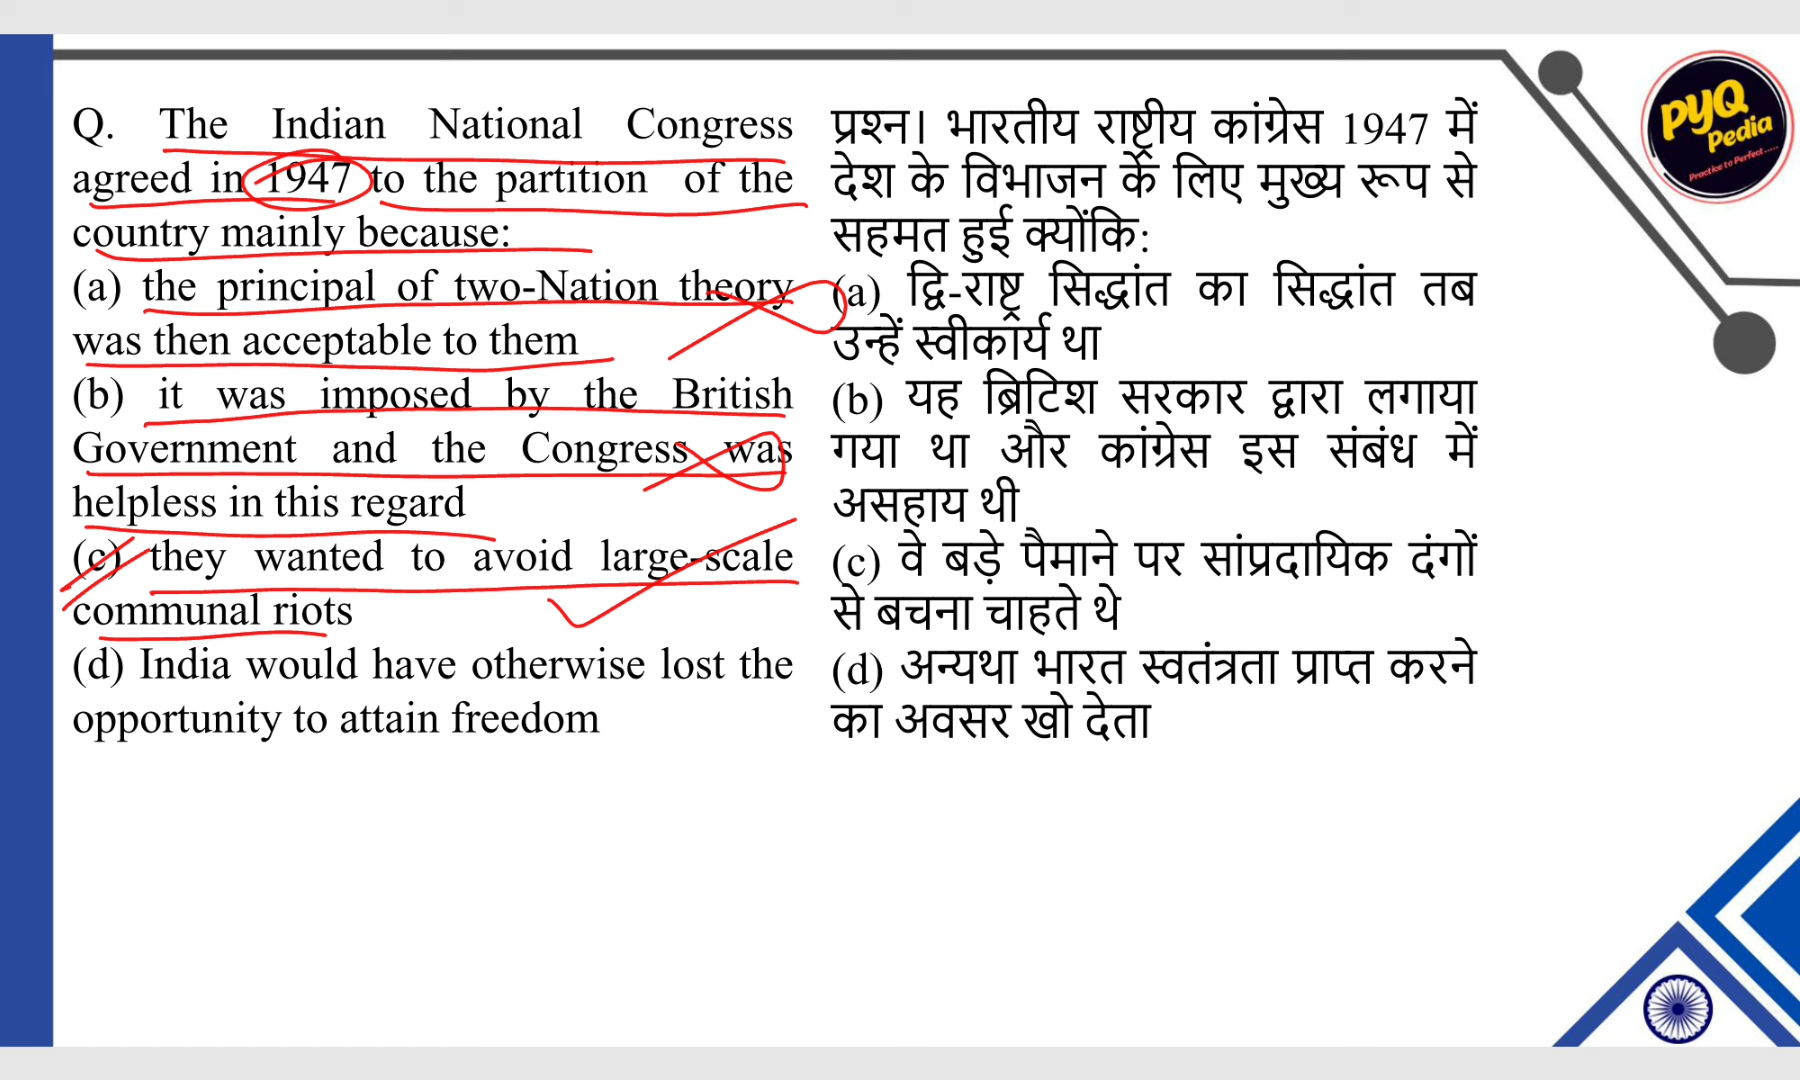 Q. The Indian National Congress
agreed in 1947 to the partition of the
country mainly because:
(a) the principal of two-Nation theory
was then acceptable to them
(b) it was imposed by the British
Government and the Congress was
helpless in this regard
(c) they wanted to avoid large-scale
communal riots
(d) India would have otherwise lost the
opportunity to attain freedom
प्रश्न। भारतीय राष्ट्रीय कांग्रेस 1947 में
देश के विभाजन के लिए मुख्य रूप से
सहमत हुई क्योंकि:
(a) द्वि-राष्ट्र सिद्धांत का सिद्धांत तब
उन्हें स्वीकार्य था
(b) यह ब्रिटिश सरकार द्वारा लगाया
गया था और कांग्रेस इस संबंध में
असहाय थी
(c) वे बड़े पैमाने पर सांप्रदायिक दंगों
से बचना चाहते थे
(d) अन्यथा भारत स्वतंत्रता प्राप्त करने
का अवसर खो देता
PYQ
Pedia
Practice to Perfect.....